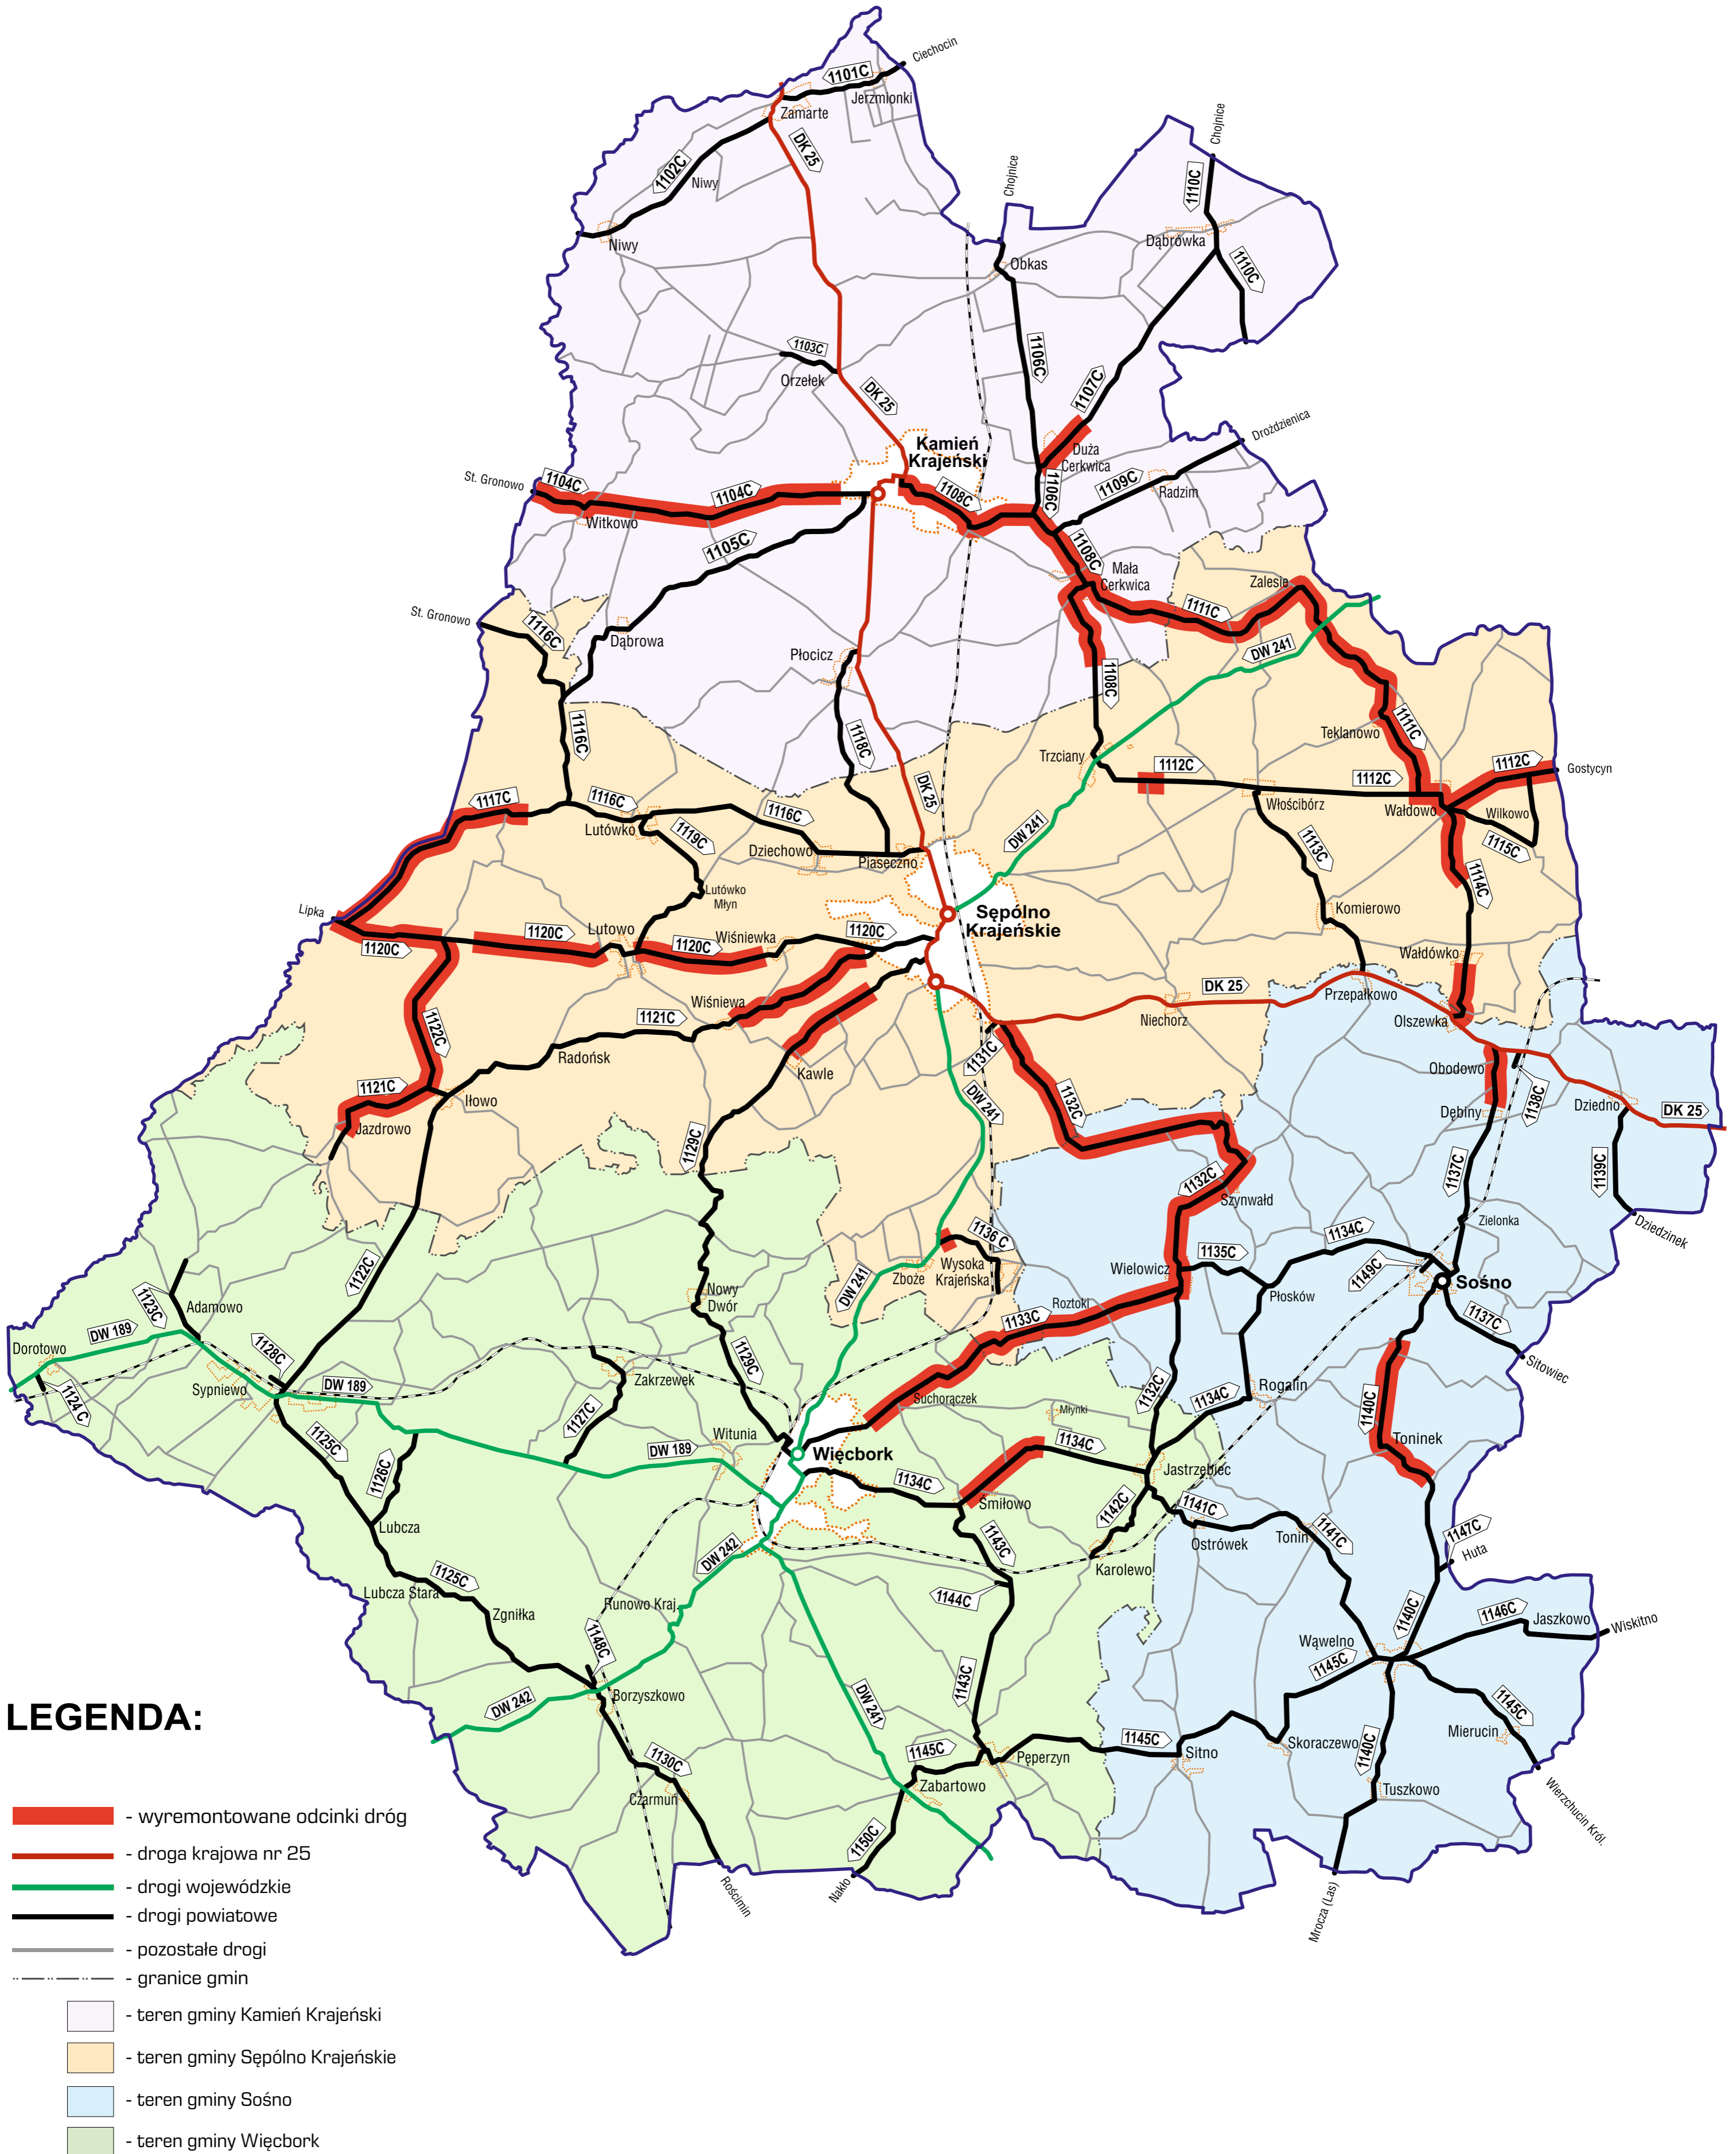 Ciechocin
1101C
Jerzmionki
Zamarte
DK 25
Chojnice
1102C
Niwy
Chojnice
1110C
Niwy
Dąbrówka
Obkas
1110C
1103C
1106C
Orzełek
1107C
DK 25
Drożdzienica
Kamień
Krajeński
Duża
Cerkwica
St. Gronowo
1104C
1104C
1108C
1106C
1109C
Radzim
Witkowo
1105C
1108C
Mała
Cerkwica
Zalesie
St. Gronowo
1116C
1111C
Dąbrowa
Płocicz
DW 241
1108C
1116C
1118C
Teklanowo
1111C
Trzciany
1112C
1112C
1112C
Gostycyn
DK 25
1117C
1116C
1116C
Włościbórz
Wałdowo
Wilkowo
Lutówko
1119C
Dziechowo
Piaseczno
DW 241
1113C
1115C
1114C
Lutówko
Młyn
Lipka
Sępólno
Krajeńskie
Komierowo
1120C
1120C
Lutowo
1120C
Wiśniewka
1120C
Wałdówko
DK 25
Przepałkowo
Wiśniewa
1121C
Niechorz
Olszewka
1122C
Radońsk
1131C
Kawle
Obodowo
1121C
Iłowo
DW 241
1132C
Dębiny
1138C
Dziedno
DK 25
Jazdrowo
1129C
1137C
1139C
1132C
Szynwałd
Zielonka
Dziedzinek
1136 C
1134C
1122C
Zboże
Wysoka
Krajeńska
Wielowicz
1135C
1149C
Sośno
1123C
Adamowo
Nowy
Dwór
DW 241
Płosków
Roztoki
1133C
1137C
DW 189
Dorotowo
1128C
1129C
Sitowiec
1124 C
Sypniewo
DW 189
Zakrzewek
Suchorączek
1132C
1134C
Rogalin
1140C
1127C
Młynki
1125C
Witunia
DW 189
Więcbork
1134C
Toninek
1126C
1134C
Jastrzębiec
Śmiłowo
1142C
1141C
Lubcza
1143C
Ostrówek
Tonin
1141C
1147C
Huta
DW 242
Karolewo
1125C
Lubcza Stara
1144C
Zgniłka
Runowo Kraj.
1140C
1146C
Jaszkowo
Wiskitno
1148C
Wąwelno
1145C
1143C
DW 242
Borzyszkowo
DW 241
1145C
Mierucin
1145C
1145C
Skoraczewo
1140C
1130C
Pęperzyn
Sitno
Zabartowo
Tuszkowo
Czarmuń
Wierzchucin Król.
1150C
Nakło
Rościmin
Mrocza (Las)
LEGENDA:
- wyremontowane odcinki dróg
- droga krajowa nr 25
- drogi wojewódzkie
- drogi powiatowe
- pozostałe drogi
- granice gmin
- teren gminy Kamień Krajeński
- teren gminy Sępólno Krajeńskie
- teren gminy Sośno
- teren gminy Więcbork